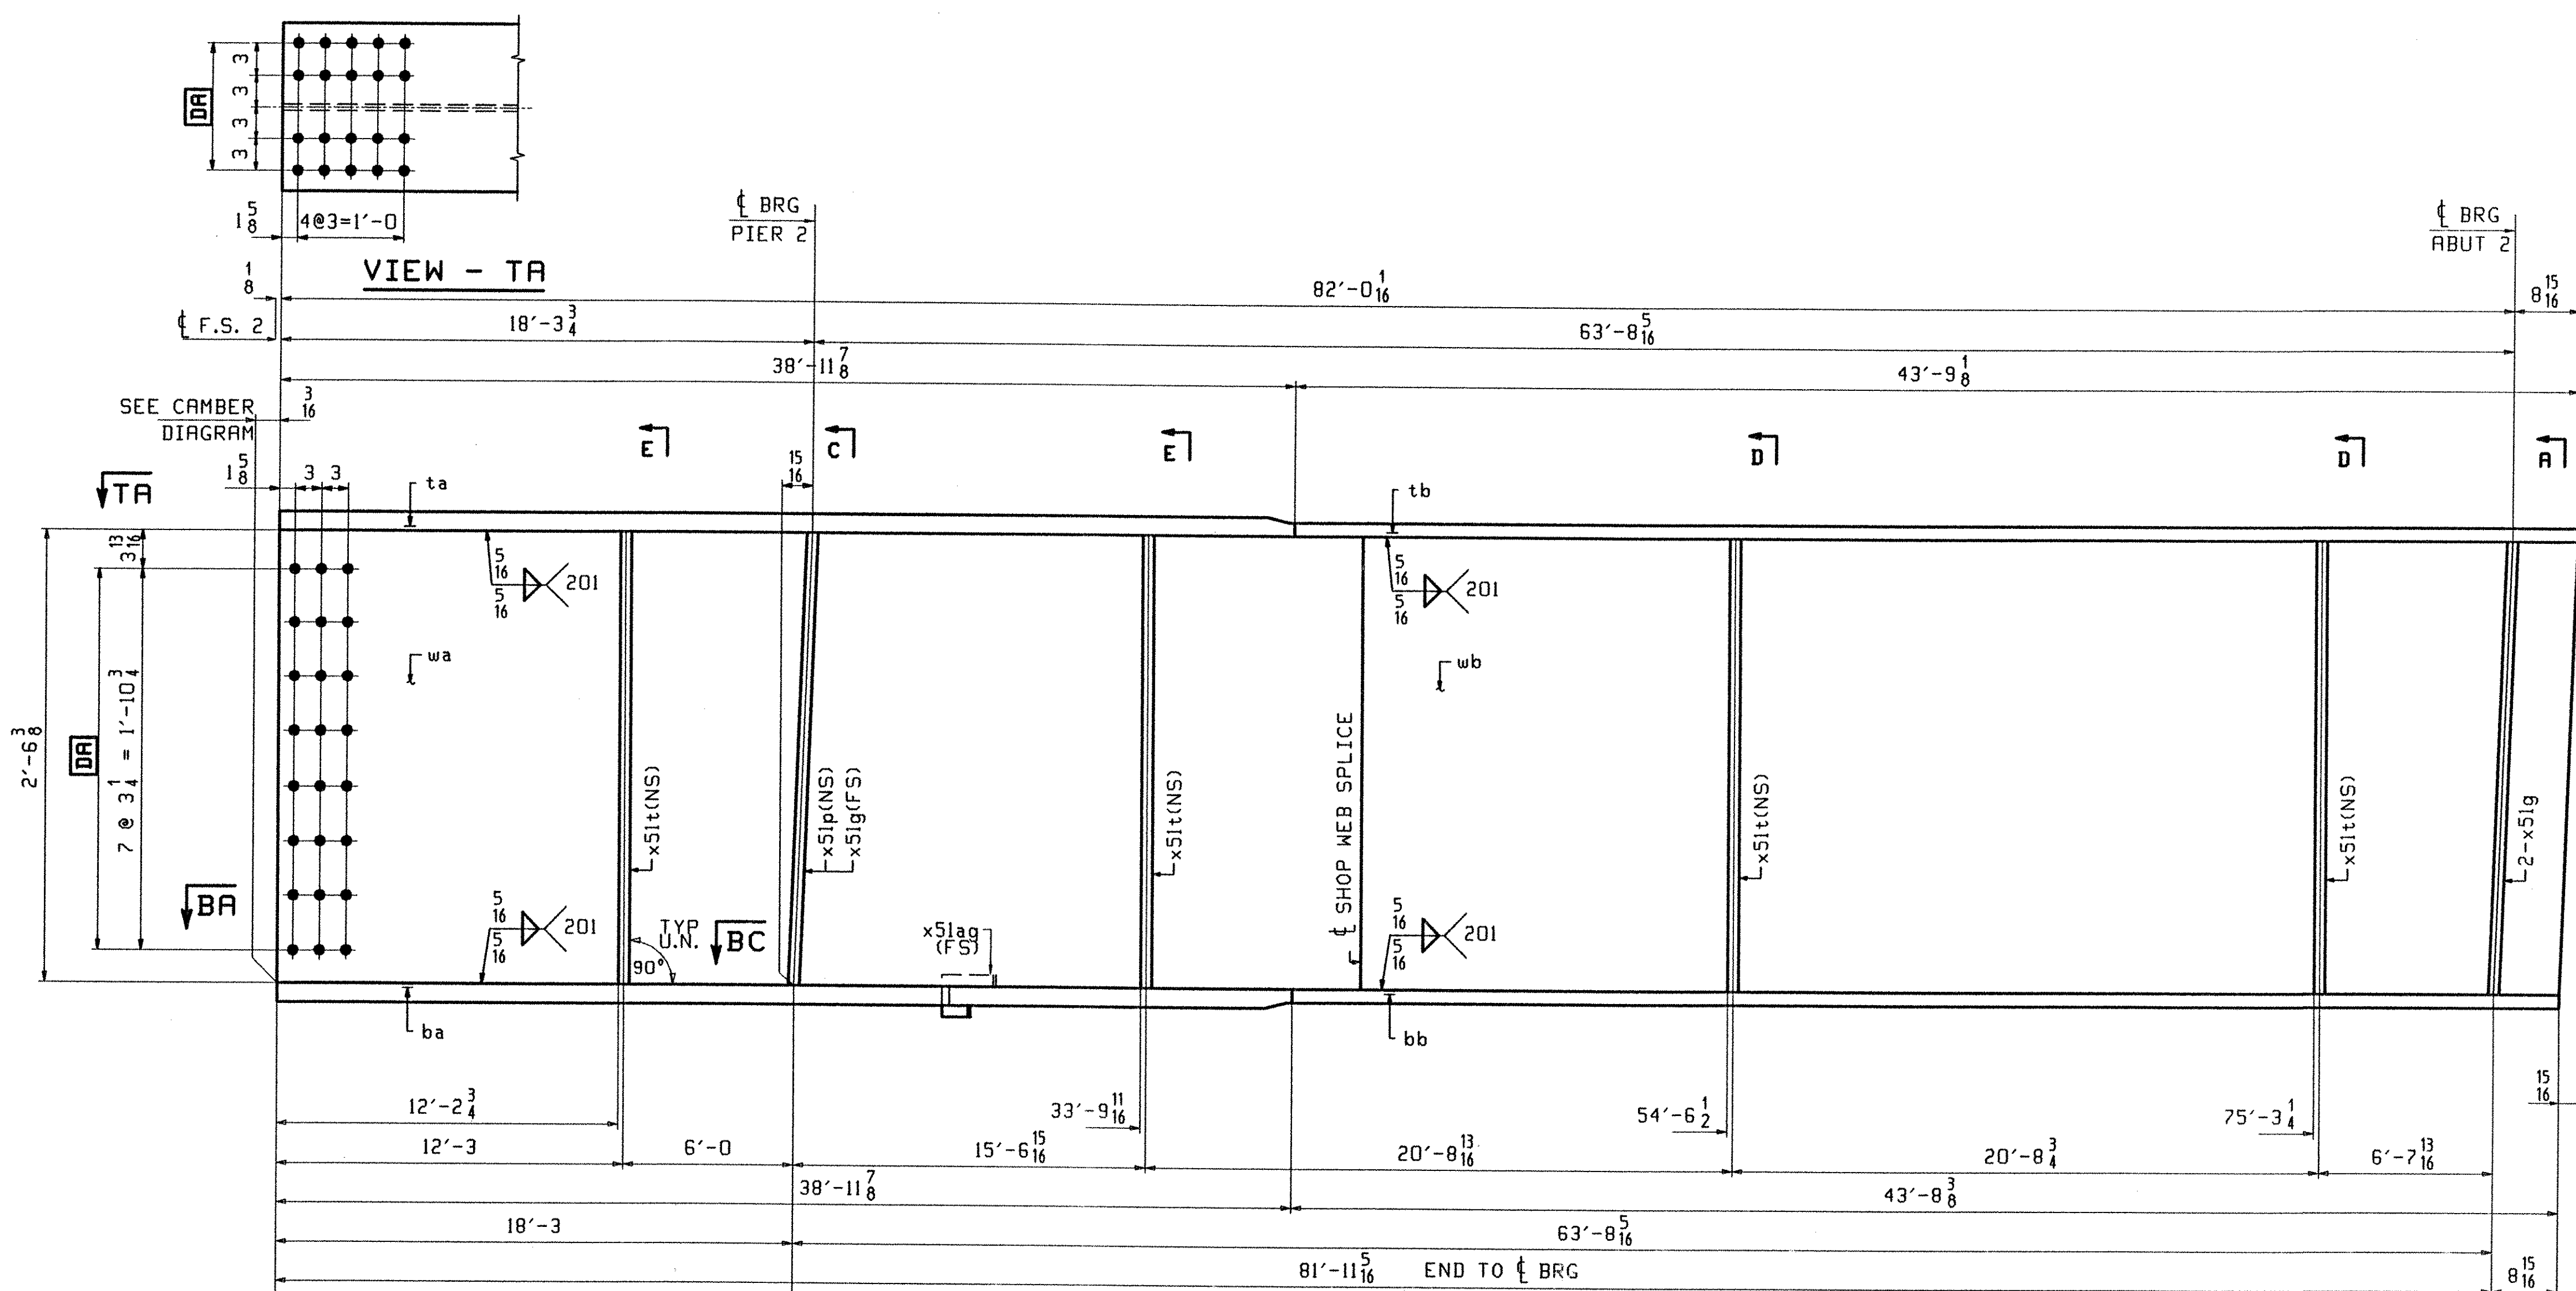 3
3
3
3
DA
1 5/8
4@3=1'-0
VIEW - TA
℄ BRG
PIER 2
℄ BRG
ABUT 2
1/8
82'-0 1/16
8 15/16
℄ F.S. 2
18'-3 3/4
63'-8 5/16
38'-11 7/8
43'-9 1/8
SEE CAMBER
DIAGRAM
3/16
E
C
E
D
D
A
1 5/8
3
3
15/16
TA
ta
tb
3 13/16
5/16
5/16
201
5/16
5/16
201
wa
wb
2'-6 3/8
DA
7 @ 3 1/4 = 1'-10 3/4
x51t(NS)
x51p(NS)
x51g(FS)
x51t(NS)
℄ SHOP WEB SPLICE
x51t(NS)
x51t(NS)
2-x51g
BA
5/16
5/16
201
TYP
U.N.
90°
BC
x51ag
(FS)
5/16
5/16
201
ba
bb
12'-2 3/4
33'-9 11/16
54'-6 1/2
75'-3 1/4
15/16
12'-3
6'-0
15'-6 15/16
20'-8 13/16
20'-8 3/4
6'-7 13/16
38'-11 7/8
43'-8 3/8
18'-3
63'-8 5/16
81'-11 5/16 END TO ℄ BRG
8 15/16